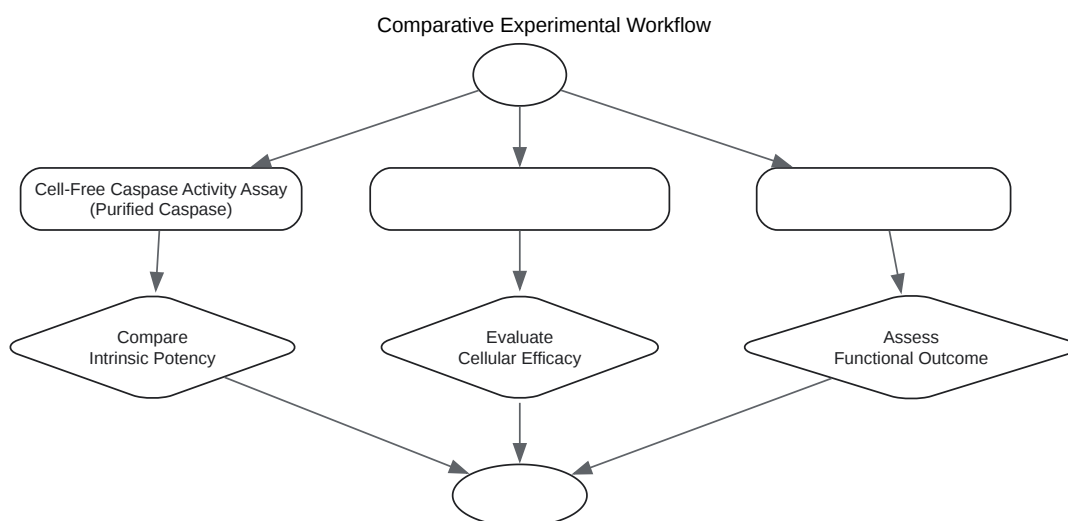 Comparative Experimental Workflow
Cell-Free Caspase Activity Assay
(Purified Caspase)
Compare
Intrinsic Potency
Evaluate
Cellular Efficacy
Assess
Functional Outcome